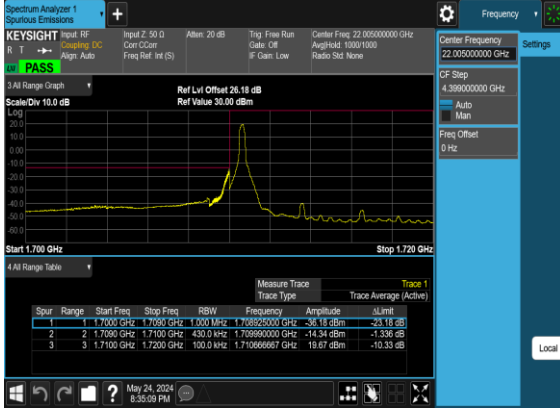 Spectrum Analyzer 1
Spurious Emissions
+
Frequency
KEYSIGHT
Input: RF
Coupling: DC
Align: Auto
Input Z: 50 Ω
Corr CCorr
Freq Ref: Int (S)
Atten: 20 dB
Trig: Free Run
Gate: Off
IF Gain: Low
Center Freq: 22.005000000 GHz
Avg|Hold: 1000/1000
Radio Std: None
R T
PASS
Center Frequency
22.005000000 GHz
Settings
CF Step
4.399000000 GHz
Auto
Man
Freq Offset
0 Hz
3.All Range Graph
Ref Lvl Offset 26.18 dB
Scale/Div 10.0 dB
Ref Value 30.00 dBm
Log
20.0
10.0
0.00
-10.0
-20.0
-30.0
-40.0
-50.0
-60.0
Start 1.700 GHz
Stop 1.720 GHz
4.All Range Table
Measure Trace
Trace 1
Trace Type
Trace Average (Active)
Spur Range Start Freq Stop Freq RBW Frequency Amplitude ΔLimit
1 1 1.7000 GHz 1.7090 GHz 1.000 MHz 1.708925000 GHz -36.18 dBm -23.18 dB
2 2 1.7090 GHz 1.7100 GHz 430.0 kHz 1.709990000 GHz -14.34 dBm -1.336 dB
3 3 1.7100 GHz 1.7200 GHz 100.0 kHz 1.710666667 GHz 19.67 dBm -10.33 dB
Local
?
May 24, 2024
8:35:09 PM